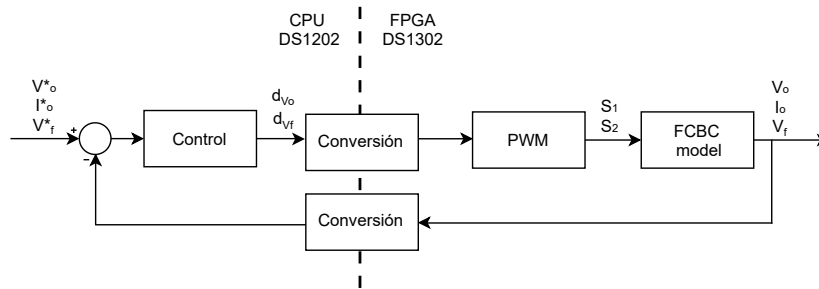 CPU
DS1202
FPGA
DS1302
V*o
I*o
V*f
+
−
Control
dVo
dVf
Conversión
PWM
S1
S2
FCBC
model
Vo
Io
Vf
Conversión